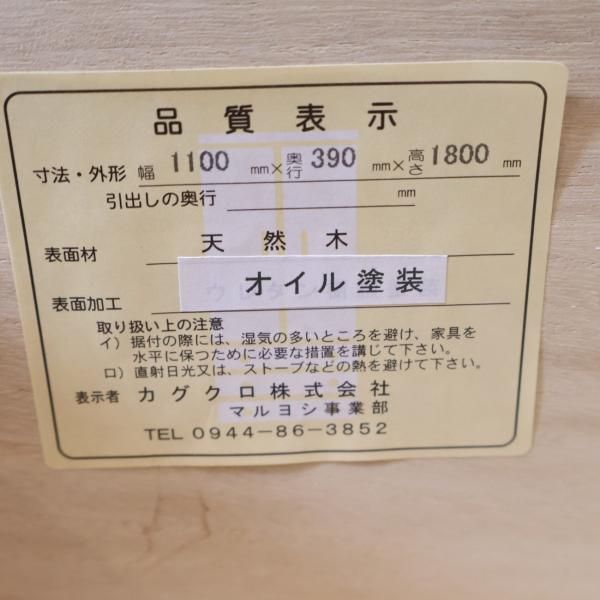 品質表示
寸法・外形 幅 1100 mm×奥行 390 mm×高さ 1800 mm
引出しの奥行 mm
表面材 天然木
オイル塗装
表面加工
取り扱い上の注意
イ）据付の際には、湿気の多いところを避け、家具を
水平に保つために必要な措置を講じて下さい。
ロ）直射日光又は、ストーブなどの熱を避けて下さい。
表示者 カグクロ株式会社
マルヨシ事業部
TEL 0944-86-3852